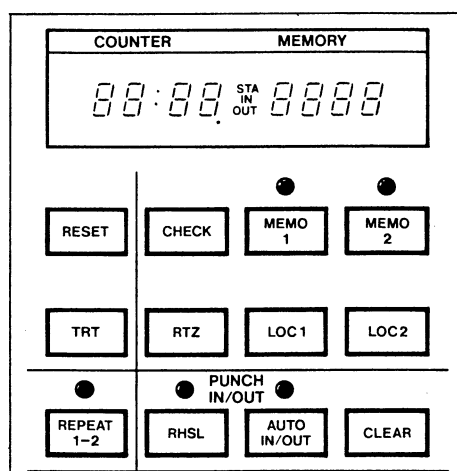 COUNTER MEMORY
88:88 STA IN OUT 8888
RESET CHECK MEMO 1 MEMO 2
TRT RTZ LOC1 LOC2
PUNCH IN/OUT
REPEAT 1-2 RHSL AUTO IN/OUT CLEAR